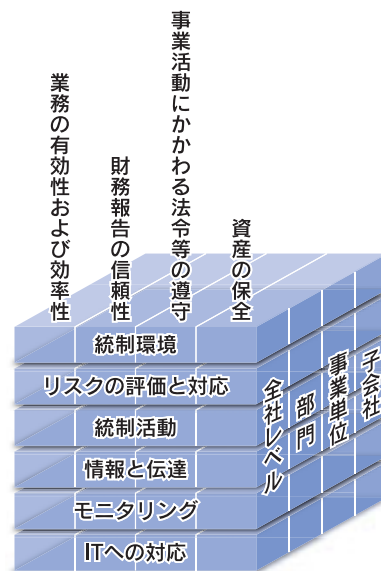 業務の有効性および効率性
財務報告の信頼性
事業活動にかかわる法令等の遵守
資産の保全
統制環境
リスクの評価と対応
統制活動
情報と伝達
モニタリング
ITへの対応
全社レベル
部門
事業単位
子会社